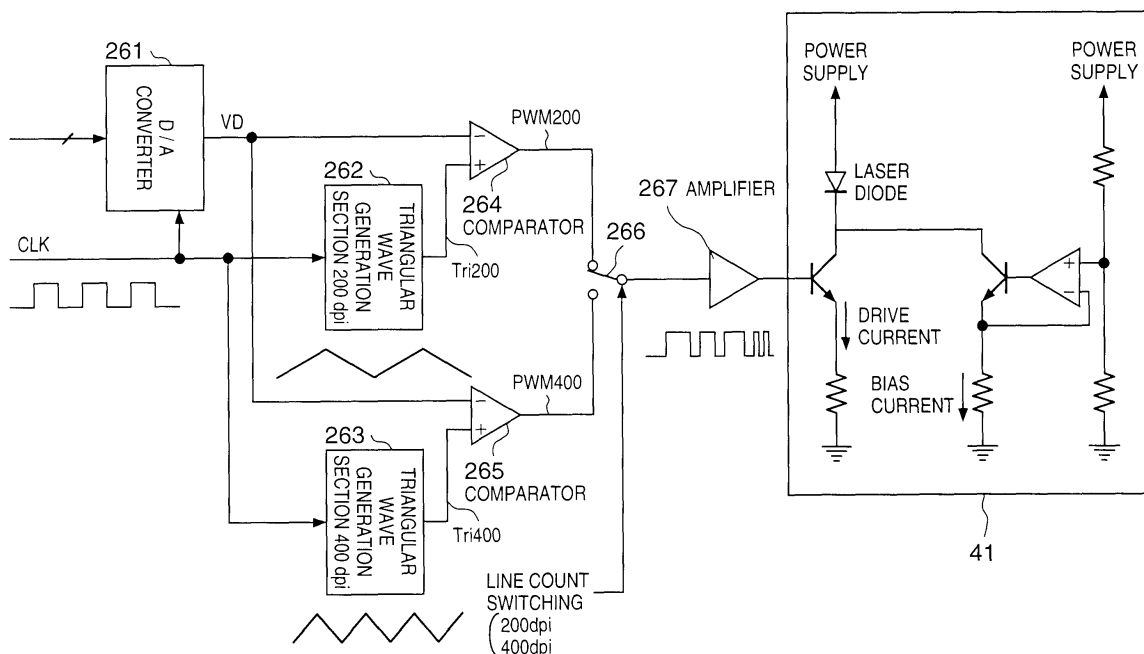 261
D/A
CONVERTER
VD
CLK
262
TRIANGULAR
WAVE
GENERATION
SECTION 200 dpi
Tri200
PWM200
264
COMPARATOR
263
TRIANGULAR
WAVE
GENERATION
SECTION 400 dpi
Tri400
PWM400
265
COMPARATOR
266
LINE COUNT
SWITCHING
200dpi
400dpi
267 AMPLIFIER
POWER
SUPPLY
LASER
DIODE
DRIVE
CURRENT
BIAS
CURRENT
POWER
SUPPLY
41